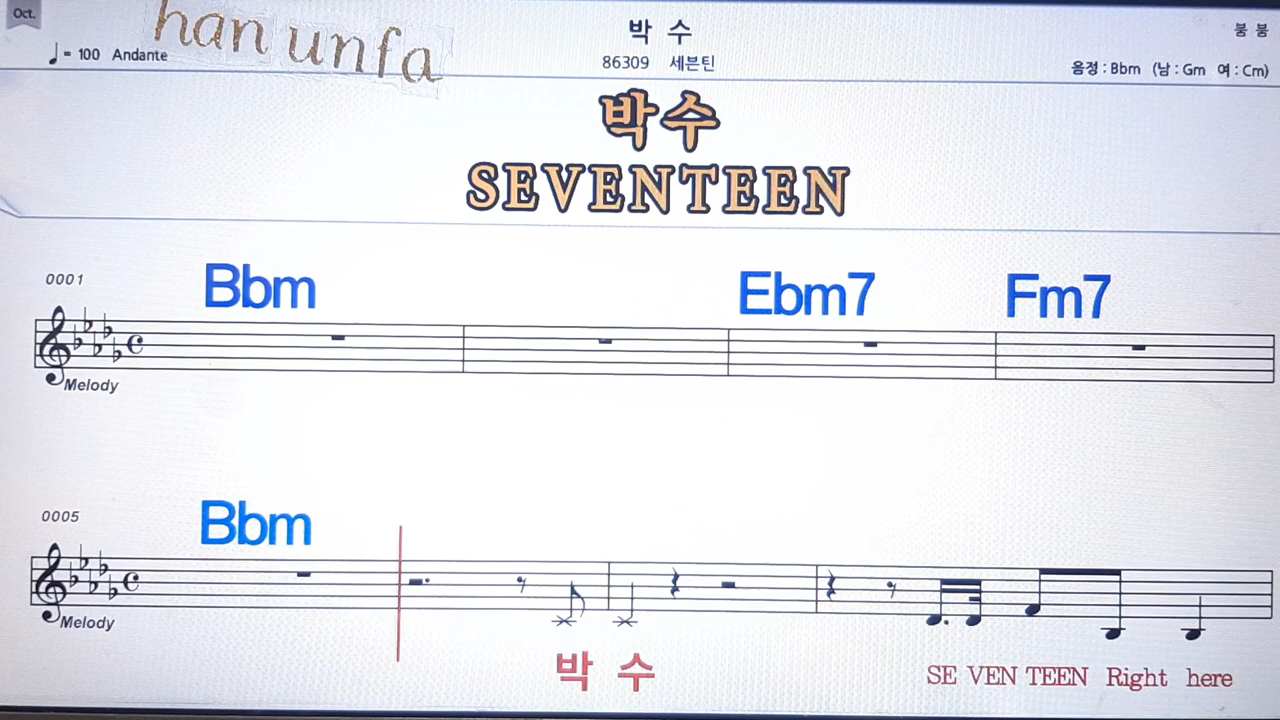 Oct.
han unfa
♩= 100 Andante
박 수
86309 세븐틴
붕 붕
음정 : Bbm (남 : Gm 여 : Cm)
박수
SEVENTEEN
0001
Bbm
Ebm7
Fm7
Melody
0005
Bbm
Melody
박 수
SE VEN TEEN Right here